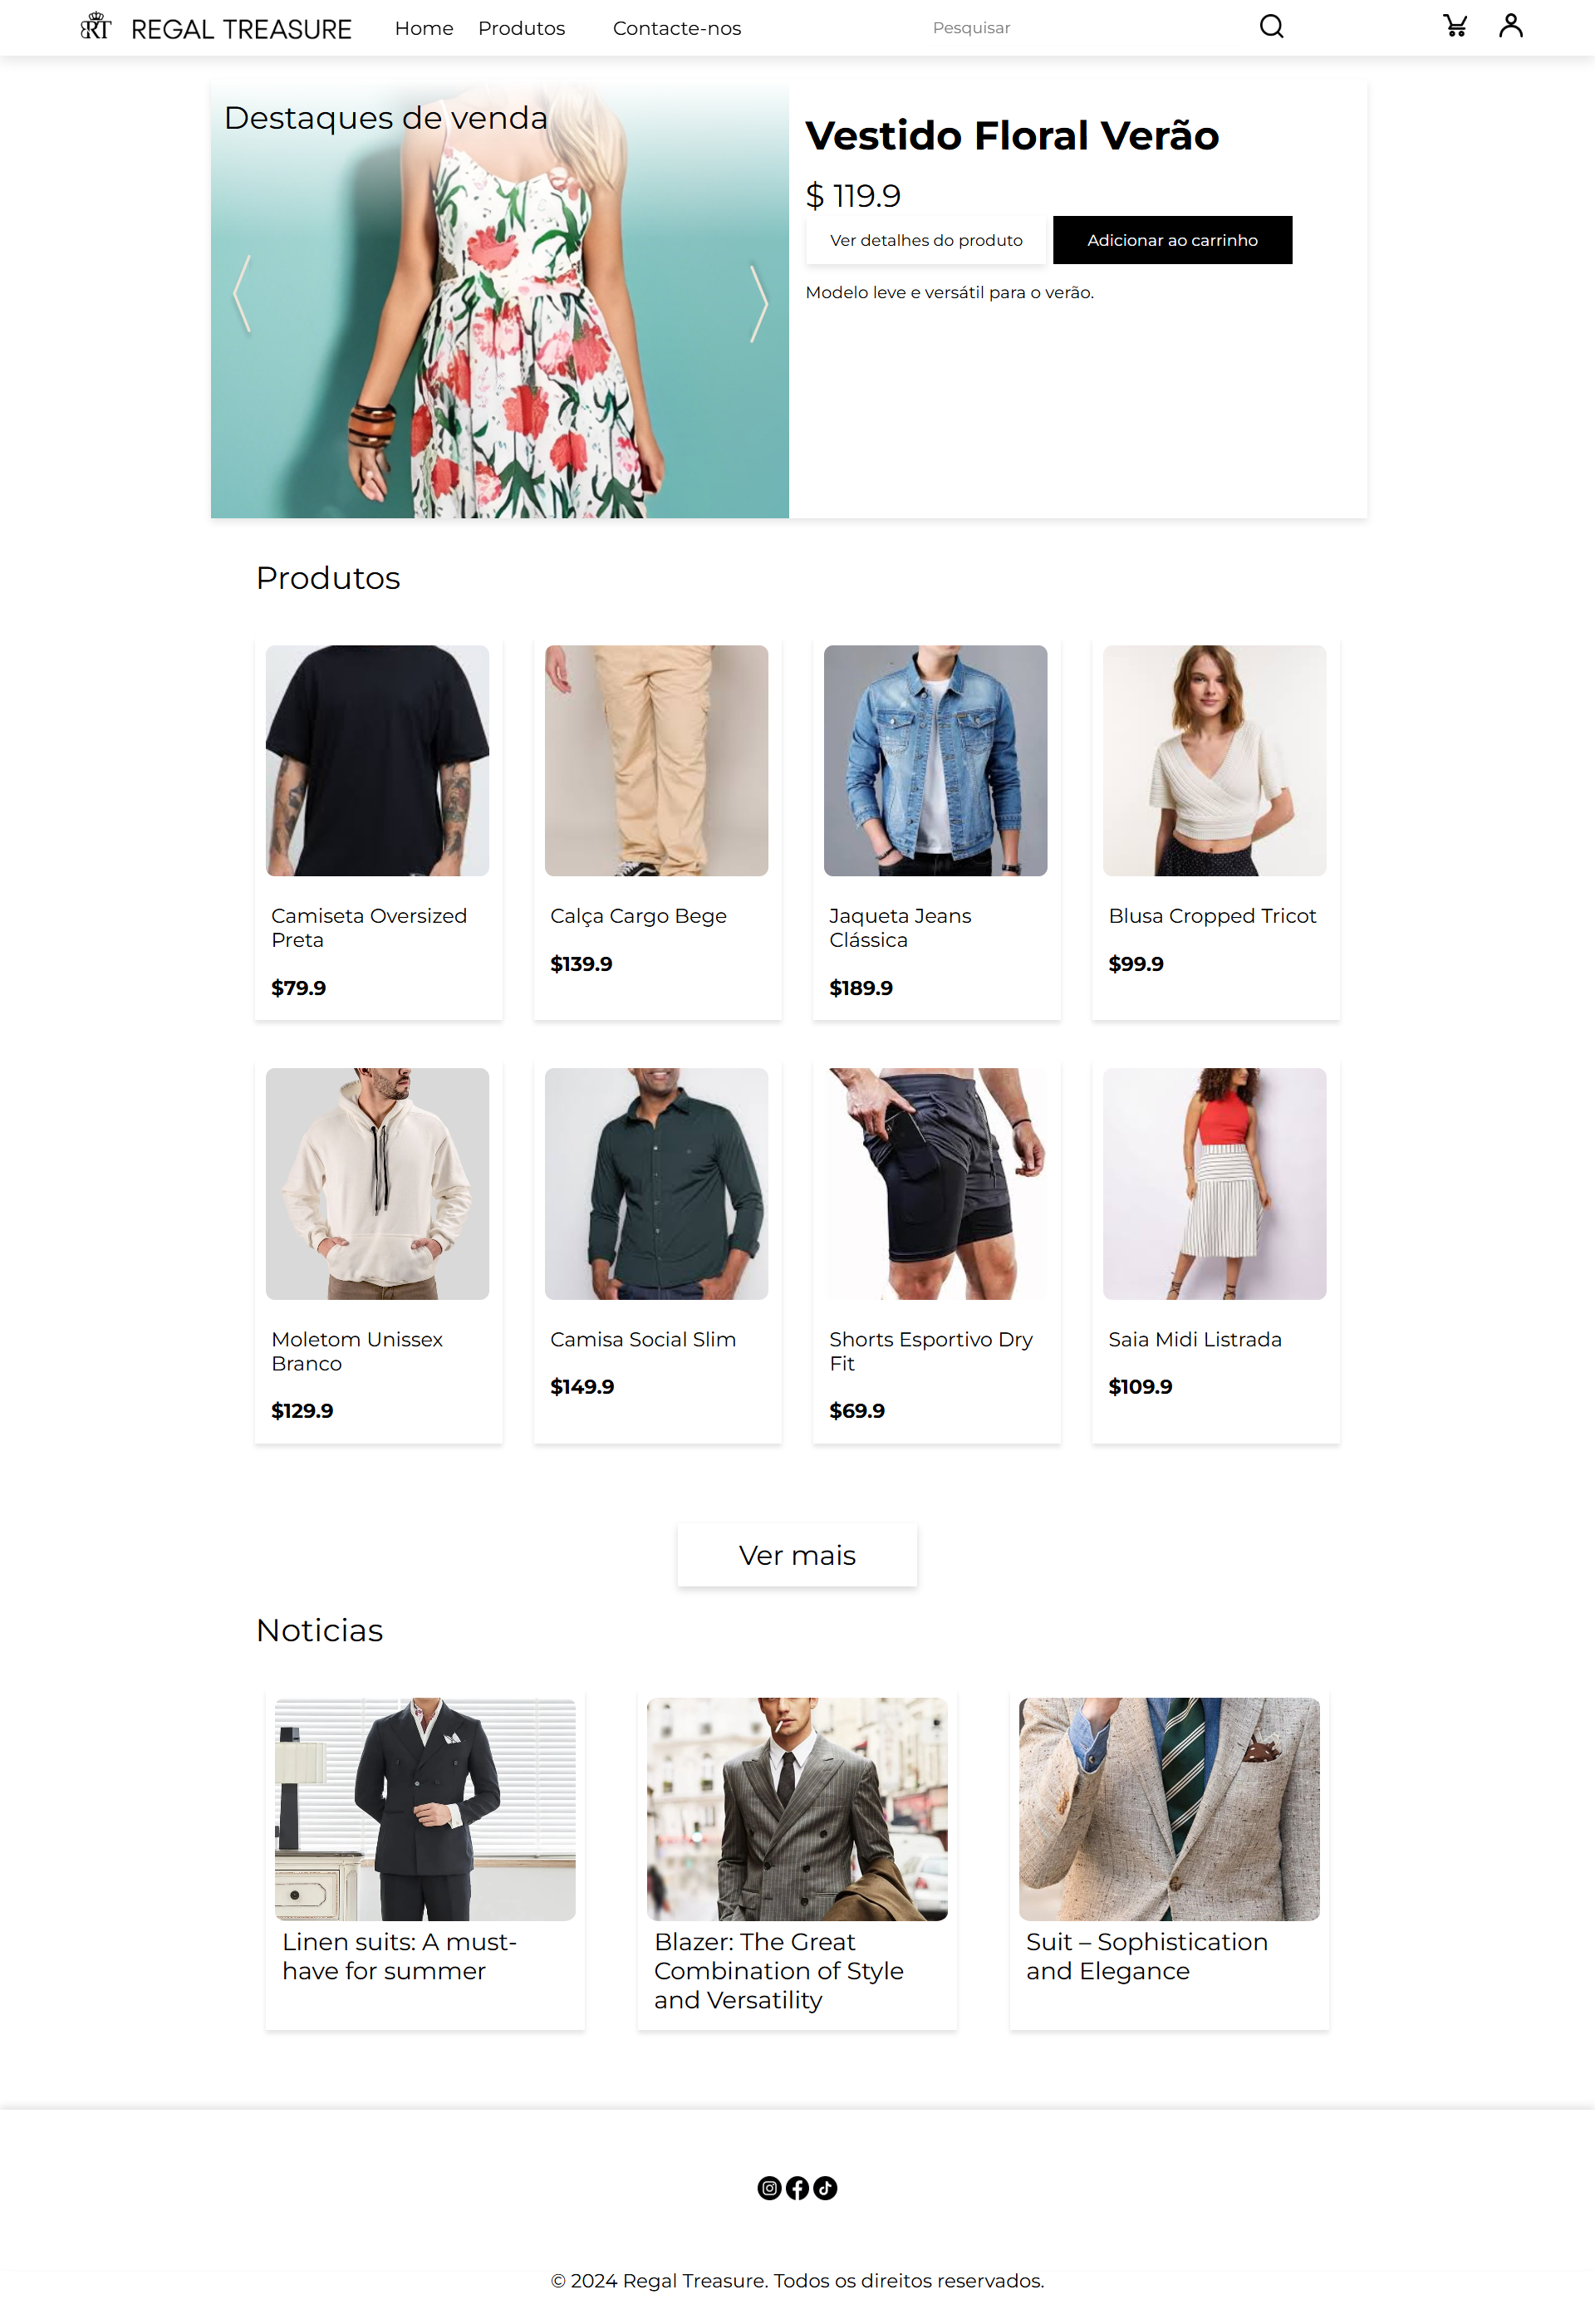 RT REGAL TREASURE Home Produtos Contacte-nos Pesquisar
Destaques de venda
Vestido Floral Verão
$ 119.9
Ver detalhes do produto Adicionar ao carrinho
Modelo leve e versátil para o verão.
Produtos
Camiseta Oversized
Preta
$79.9
Calça Cargo Bege
$139.9
Jaqueta Jeans
Clássica
$189.9
Blusa Cropped Tricot
$99.9
Moletom Unissex
Branco
$129.9
Camisa Social Slim
$149.9
Shorts Esportivo Dry
Fit
$69.9
Saia Midi Listrada
$109.9
Ver mais
Noticias
Linen suits: A must-
have for summer
Blazer: The Great
Combination of Style
and Versatility
Suit – Sophistication
and Elegance
© 2024 Regal Treasure. Todos os direitos reservados.